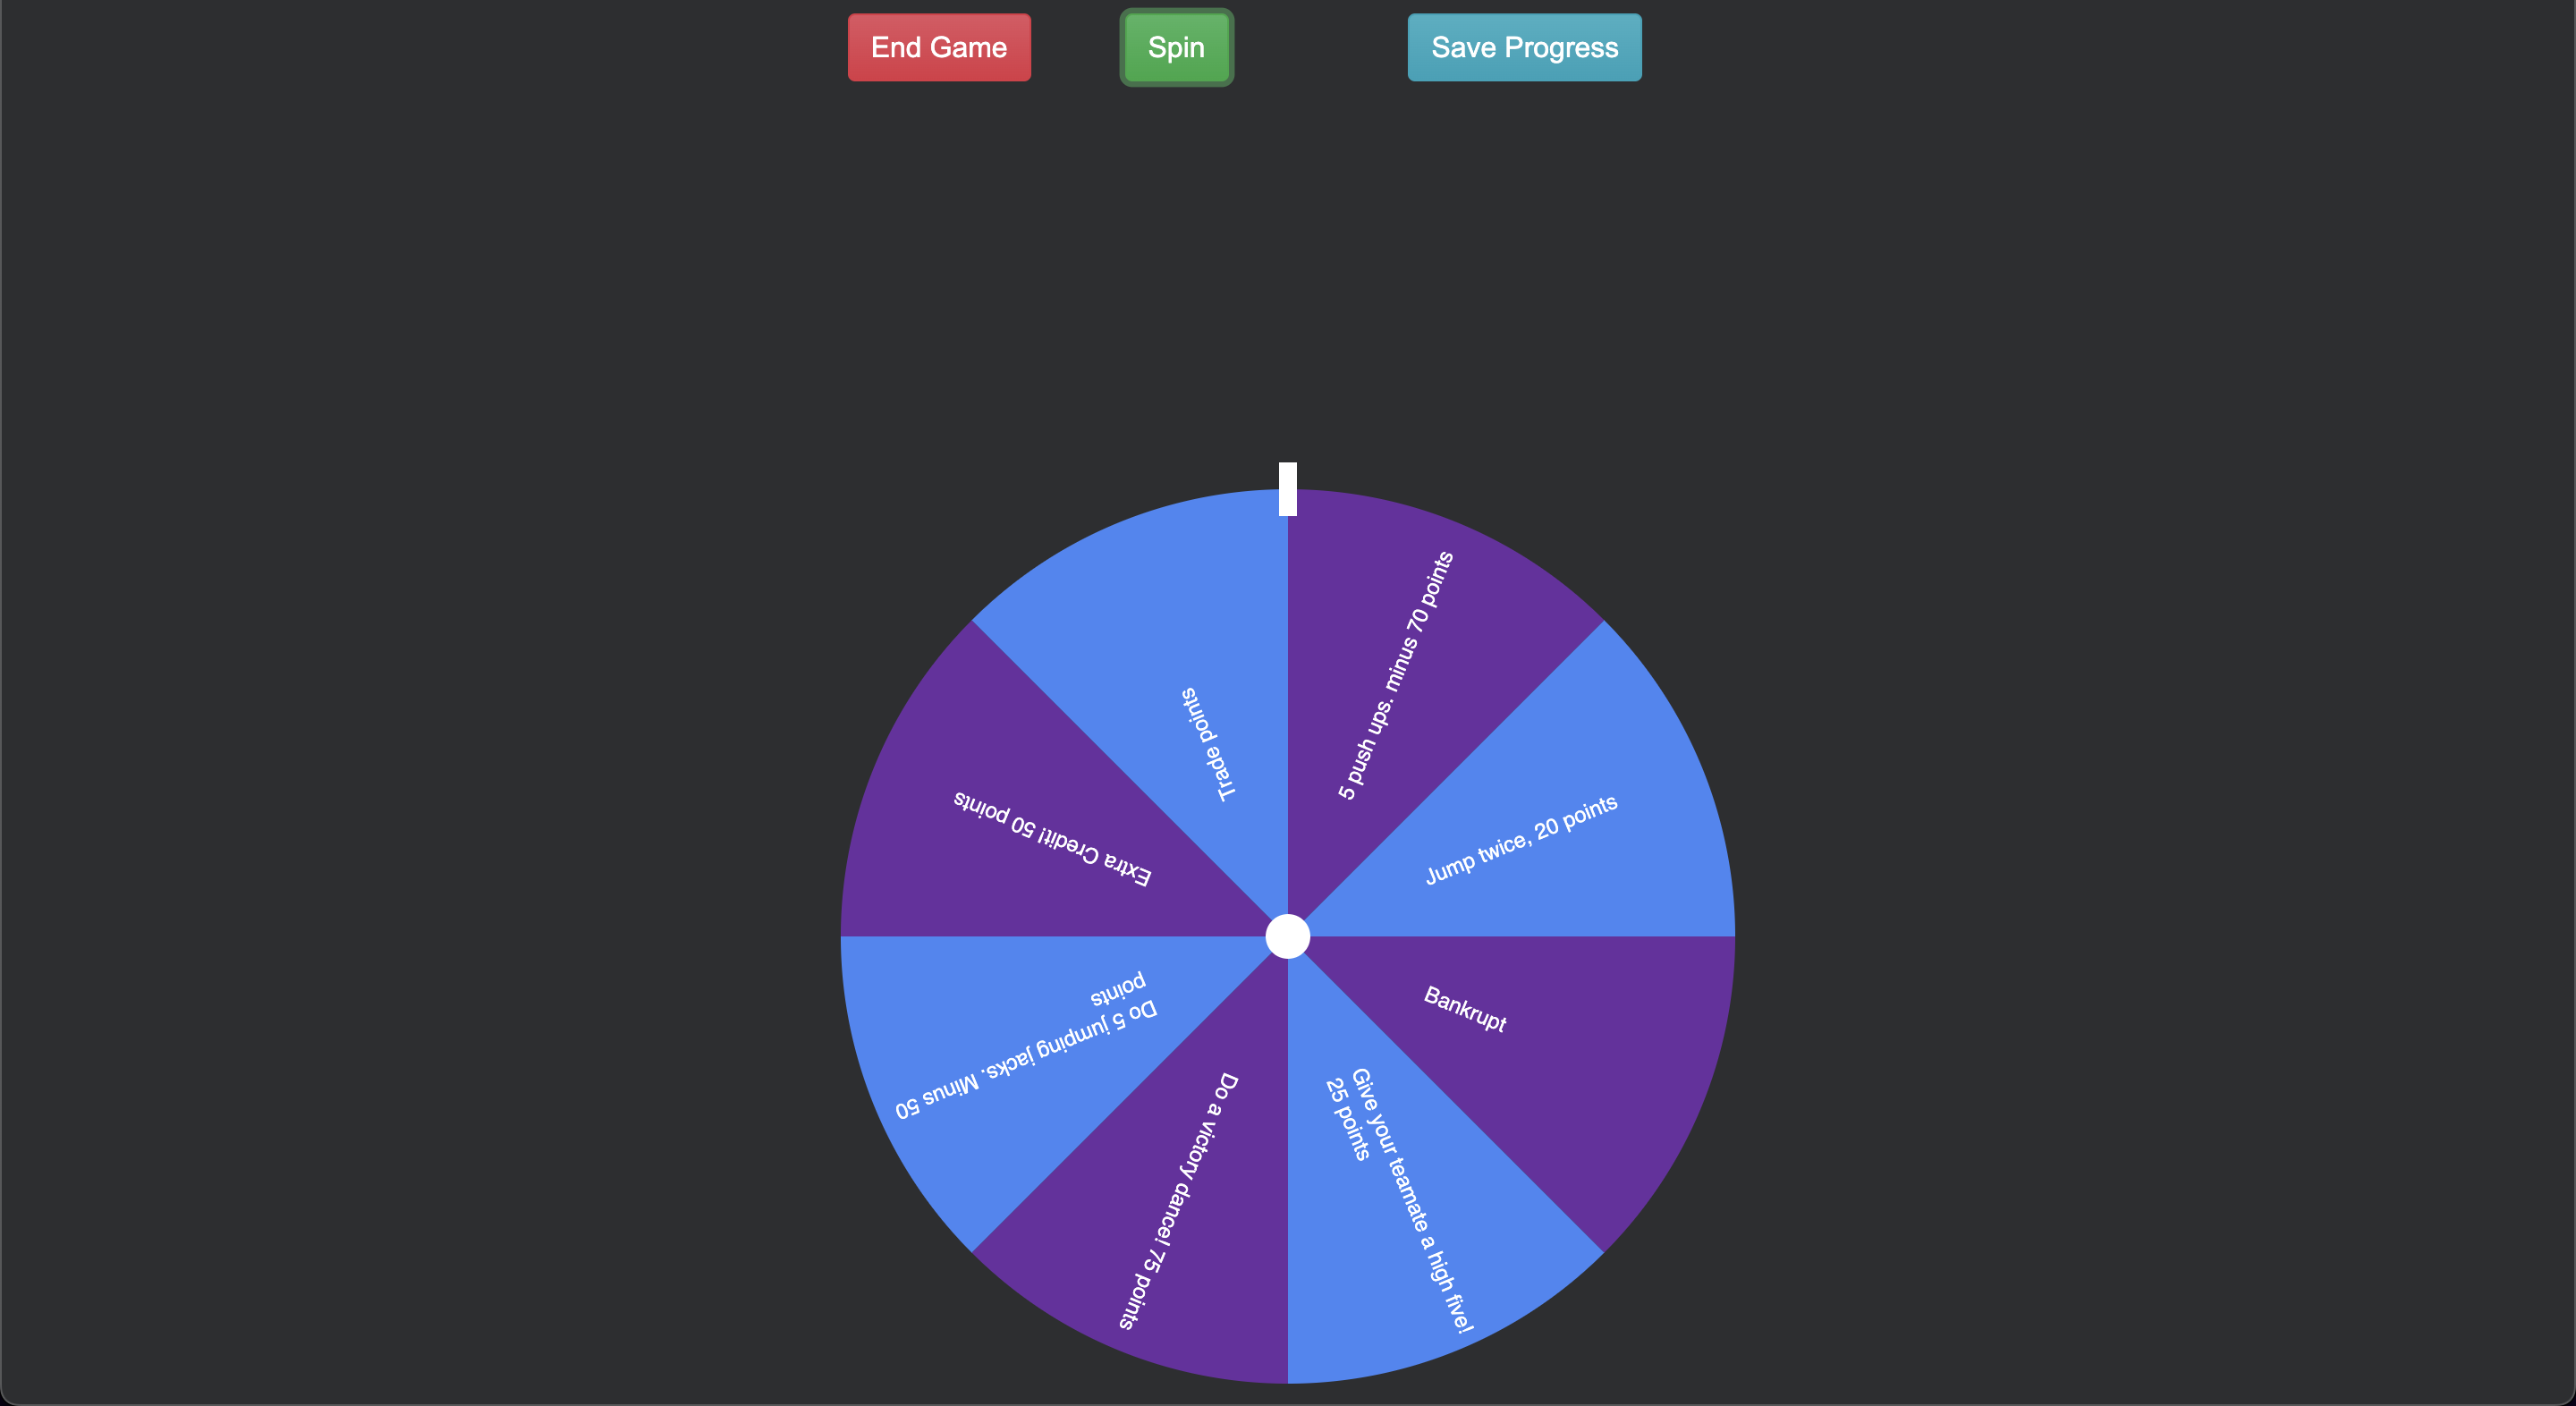 End Game
Spin
Save Progress
5 push ups. minus 70 points
Jump twice, 20 points
Bankrupt
Give your teamate a high five!
25 points
Do a victory dance! 75 points
Do 5 jumping jacks. Minus 50
points
Extra Credit! 50 points
Trade points